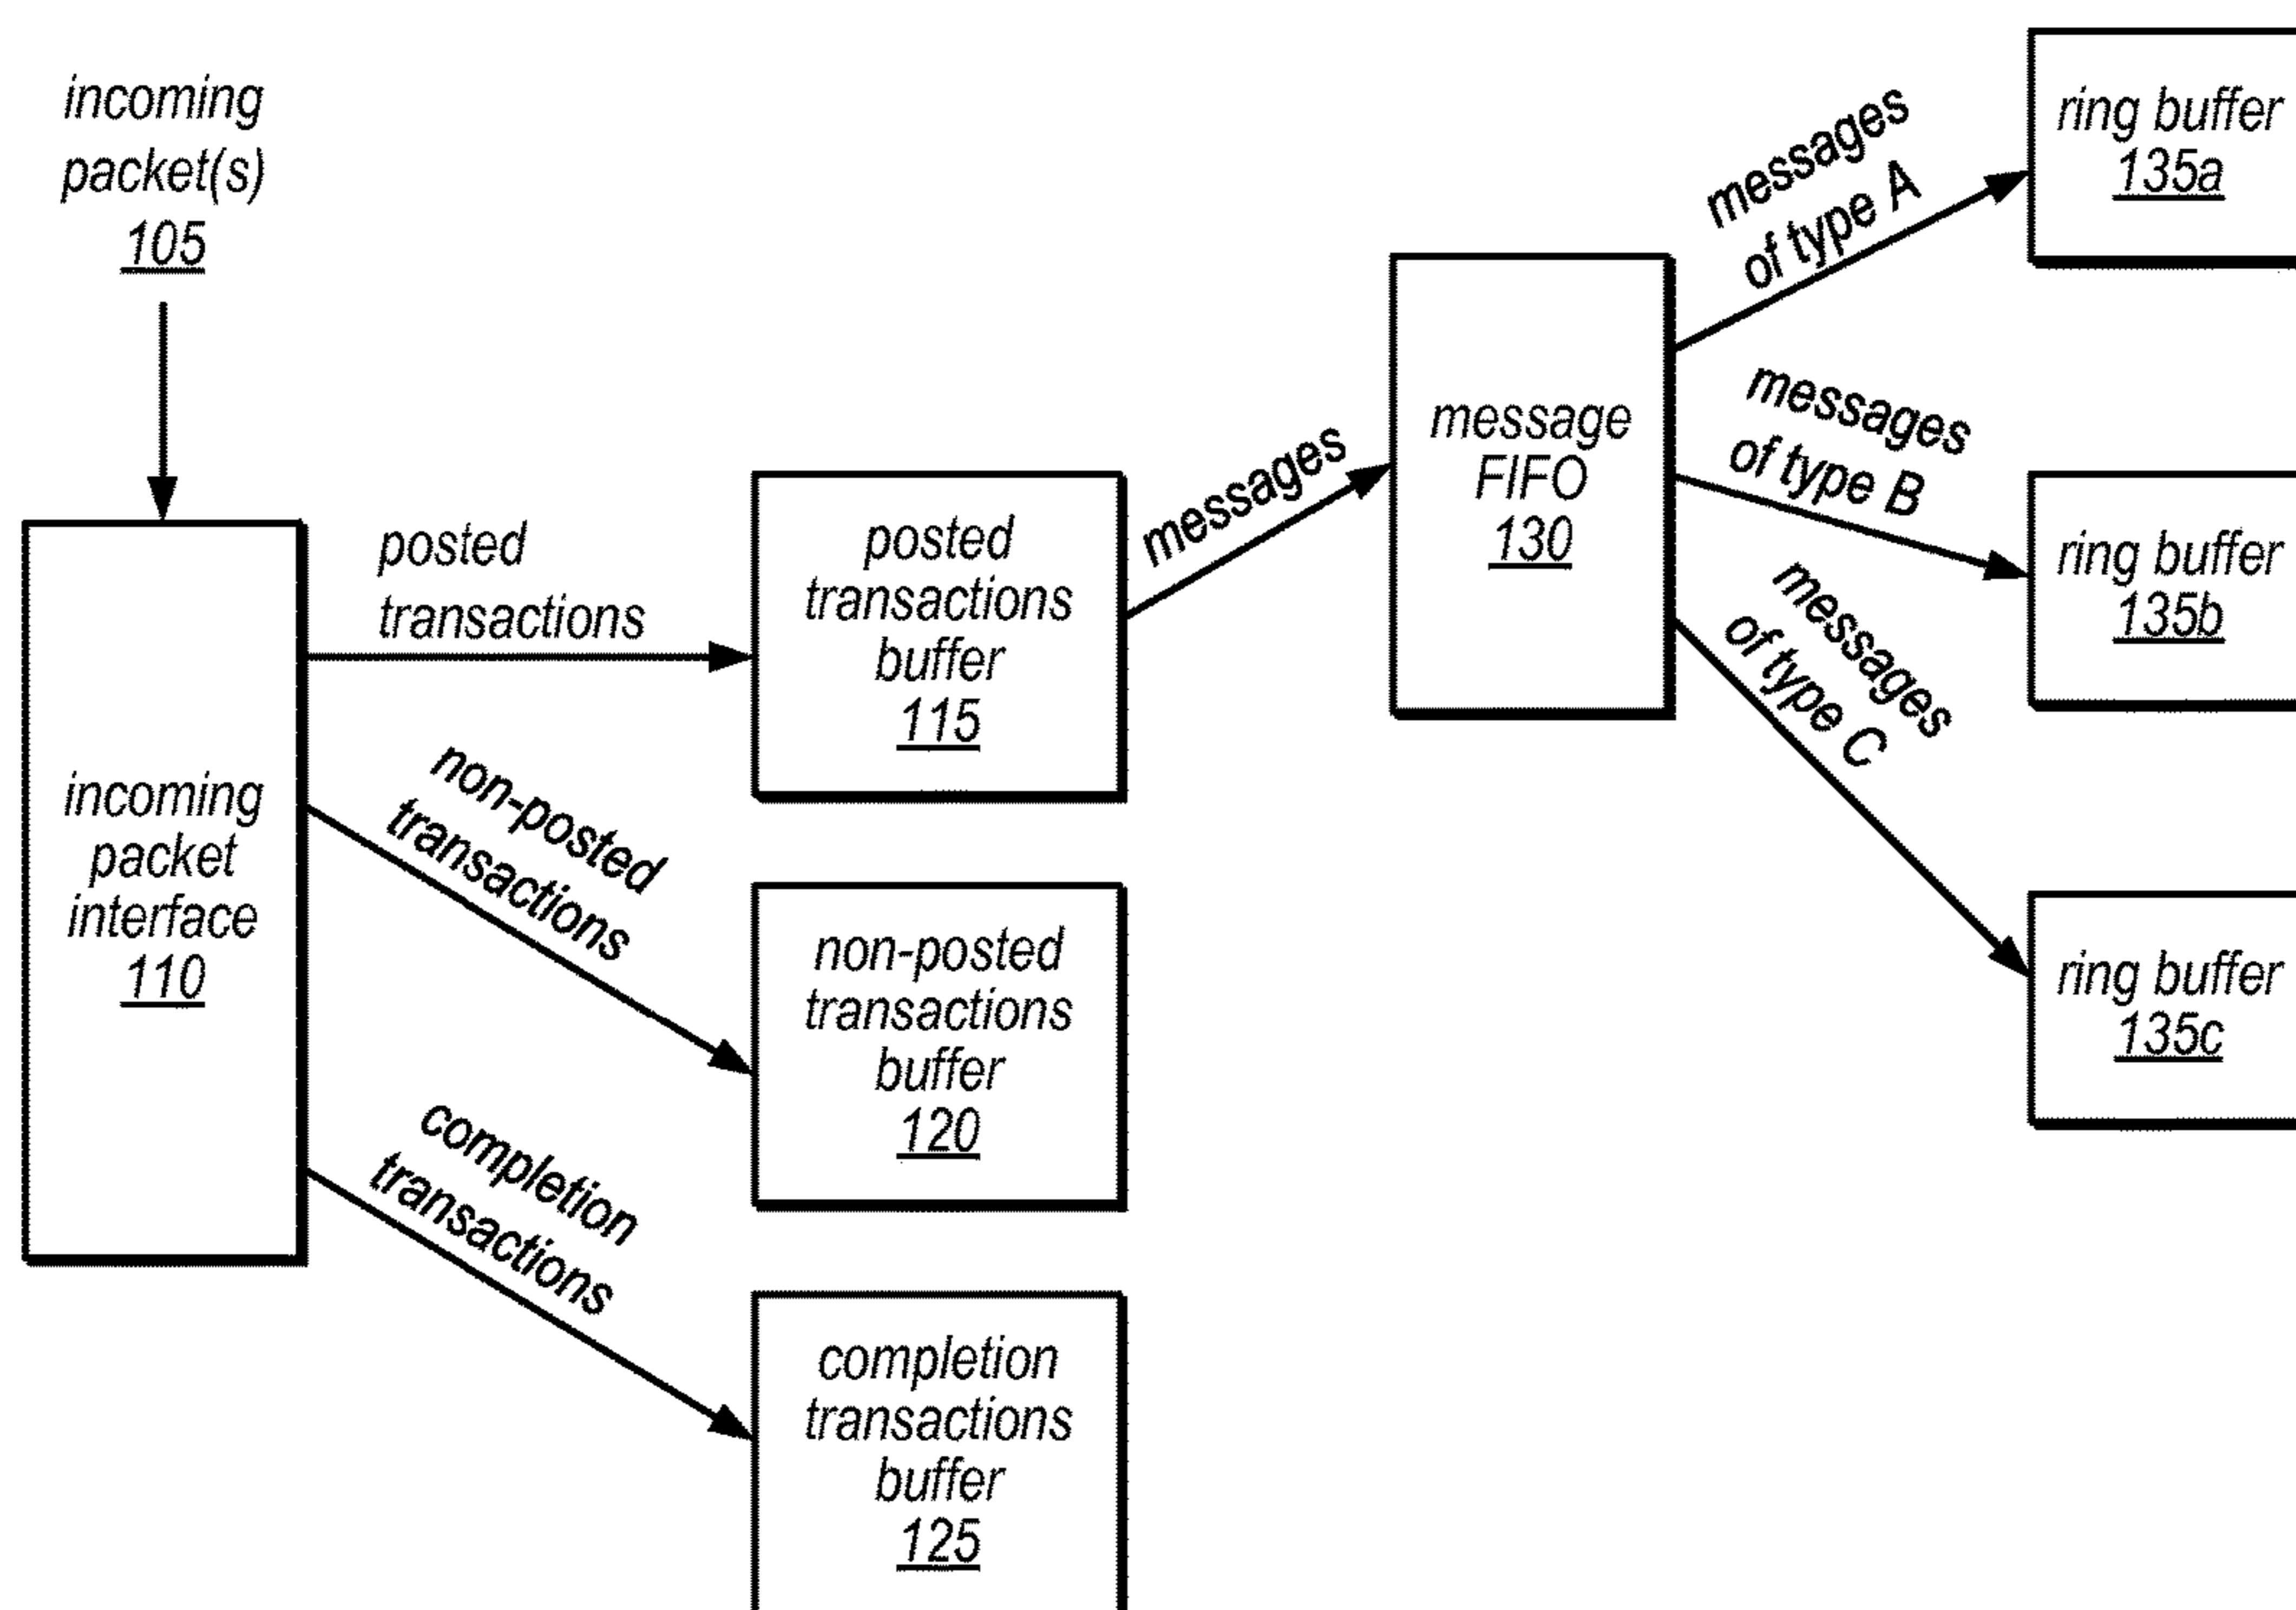 incoming
packet(s)
105
incoming
packet
interface
110
posted
transactions
non-posted
transactions
completion
transactions
posted
transactions
buffer
115
non-posted
transactions
buffer
120
completion
transactions
buffer
125
messages
message
FIFO
130
messages
of type A
messages
of type B
messages
of type C
ring buffer
135a
ring buffer
135b
ring buffer
135c